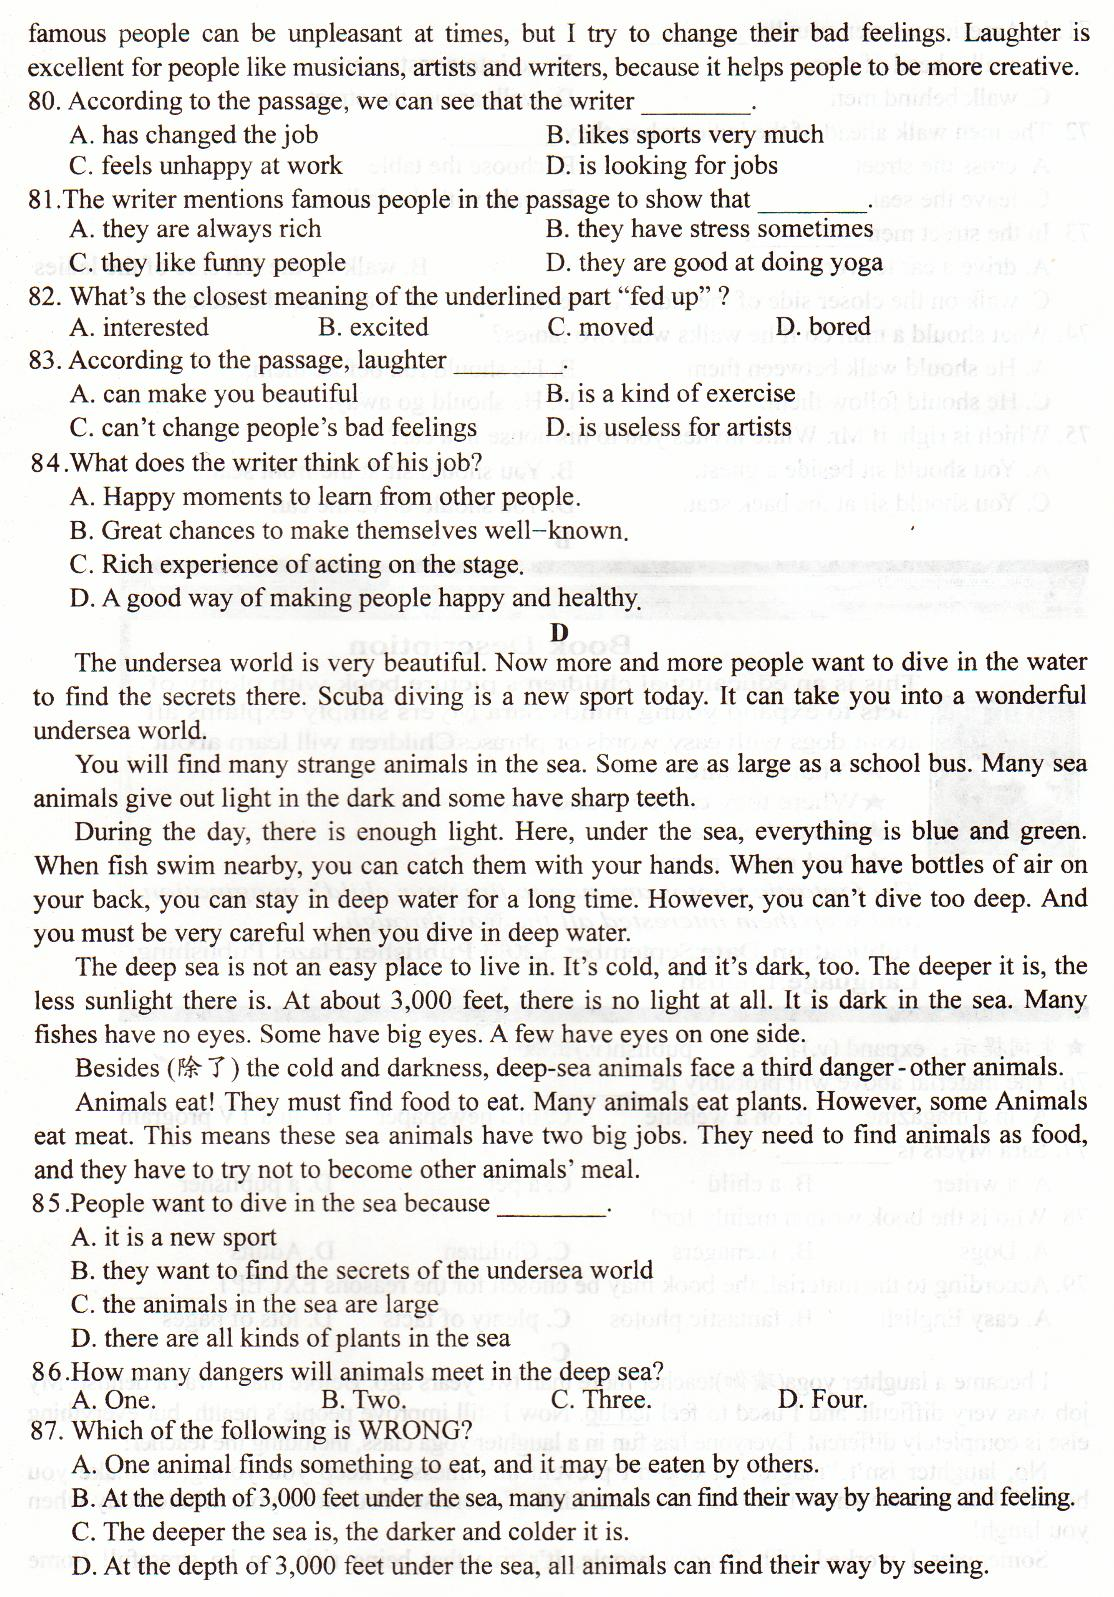 famous people can be unpleasant at times, but I try to change their bad feelings. Laughter is
excellent for people like musicians, artists and writers, because it helps people to be more creative.
80. According to the passage, we can see that the writer ________ .
A. has changed the job B. likes sports very much
C. feels unhappy at work D. is looking for jobs
81.The writer mentions famous people in the passage to show that ________.
A. they are always rich B. they have stress sometimes
C. they like funny people D. they are good at doing yoga
82. What's the closest meaning of the underlined part “fed up” ?
A. interested B. excited C. moved D. bored
83. According to the passage, laughter ________.
A. can make you beautiful B. is a kind of exercise
C. can't change people's bad feelings D. is useless for artists
84.What does the writer think of his job?
A. Happy moments to learn from other people.
B. Great chances to make themselves well-known.
C. Rich experience of acting on the stage.
D. A good way of making people happy and healthy.
D
The undersea world is very beautiful. Now more and more people want to dive in the water
to find the secrets there. Scuba diving is a new sport today. It can take you into a wonderful
undersea world.
You will find many strange animals in the sea. Some are as large as a school bus. Many sea
animals give out light in the dark and some have sharp teeth.
During the day, there is enough light. Here, under the sea, everything is blue and green.
When fish swim nearby, you can catch them with your hands. When you have bottles of air on
your back, you can stay in deep water for a long time. However, you can't dive too deep. And
you must be very careful when you dive in deep water.
The deep sea is not an easy place to live in. It's cold, and it's dark, too. The deeper it is, the
less sunlight there is. At about 3,000 feet, there is no light at all. It is dark in the sea. Many
fishes have no eyes. Some have big eyes. A few have eyes on one side.
Besides (除了) the cold and darkness, deep-sea animals face a third danger-other animals.
Animals eat! They must find food to eat. Many animals eat plants. However, some Animals
eat meat. This means these sea animals have two big jobs. They need to find animals as food,
and they have to try not to become other animals' meal.
85.People want to dive in the sea because ________.
A. it is a new sport
B. they want to find the secrets of the undersea world
C. the animals in the sea are large
D. there are all kinds of plants in the sea
86.How many dangers will animals meet in the deep sea?
A. One. B. Two. C. Three. D. Four.
87. Which of the following is WRONG?
A. One animal finds something to eat, and it may be eaten by others.
B. At the depth of 3,000 feet under the sea, many animals can find their way by hearing and feeling.
C. The deeper the sea is, the darker and colder it is.
D. At the depth of 3,000 feet under the sea, all animals can find their way by seeing.